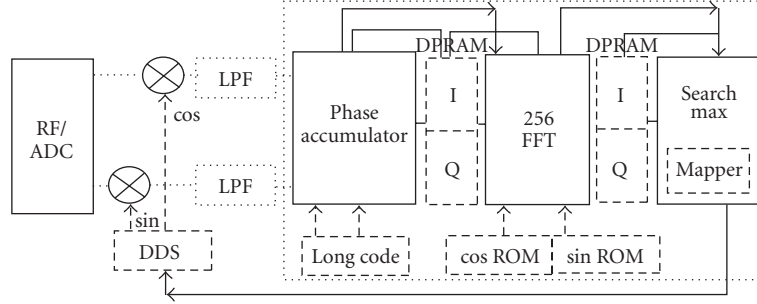 DPRAM
DPRAM
RF/
ADC
LPF
cos
Phase
accumulator
I
256
FFT
I
Search
max
Q
Q
Mapper
LPF
sin
DDS
Long code
cos ROM
sin ROM